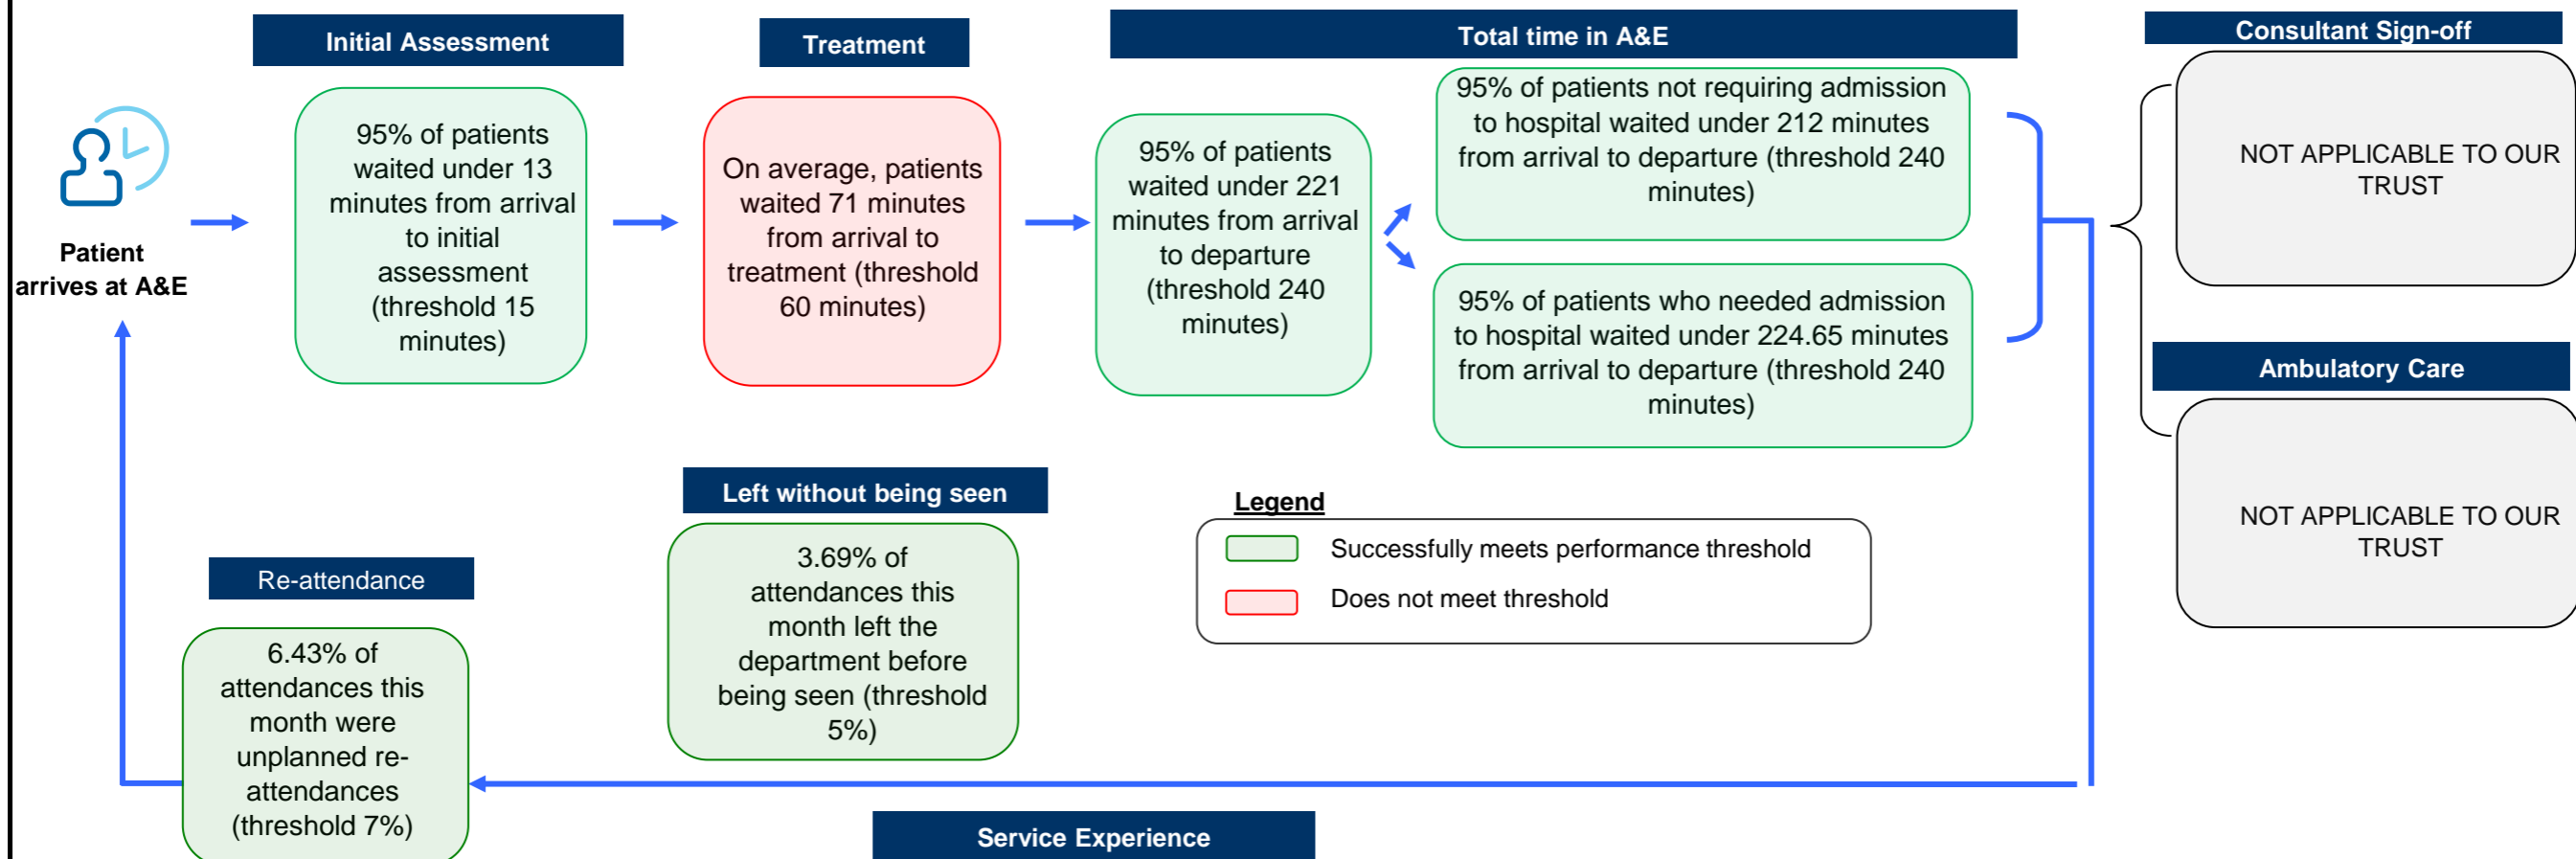 Initial Assessment
Treatment
Total time in A&E
Consultant Sign-off
Patient
arrives at A&E
95% of patients
waited under 13
minutes from arrival
to initial
assessment
(threshold 15
minutes)
On average, patients
waited 71 minutes
from arrival to
treatment (threshold
60 minutes)
95% of patients
waited under 221
minutes from arrival
to departure
(threshold 240
minutes)
95% of patients not requiring admission
to hospital waited under 212 minutes
from arrival to departure (threshold 240
minutes)
95% of patients who needed admission
to hospital waited under 224.65 minutes
from arrival to departure (threshold 240
minutes)
NOT APPLICABLE TO OUR
TRUST
Ambulatory Care
NOT APPLICABLE TO OUR
TRUST
Left without being seen
3.69% of
attendances this
month left the
department before
being seen (threshold
5%)
Legend
Successfully meets performance threshold
Does not meet threshold
Re-attendance
6.43% of
attendances this
month were
unplanned re-
attendances
(threshold 7%)
Service Experience